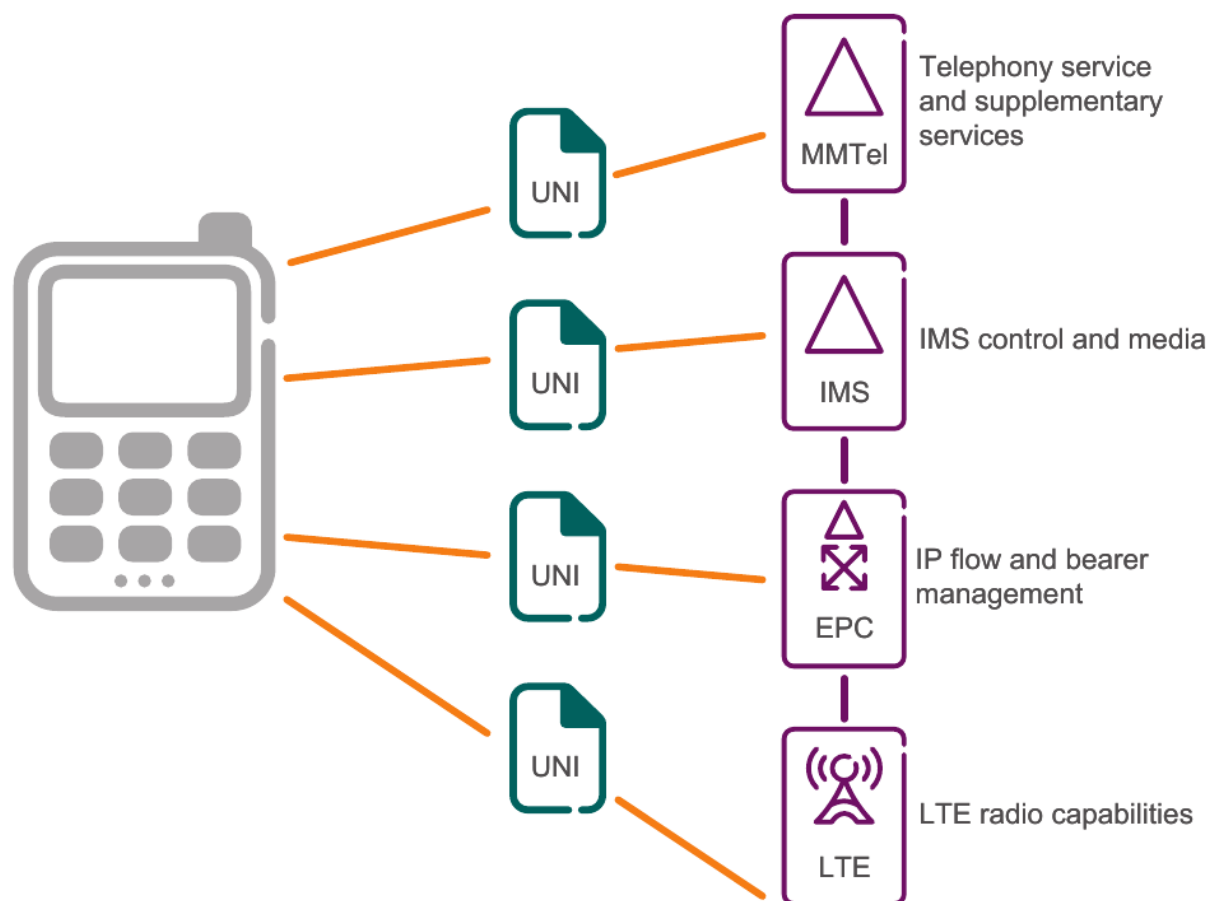 Telephony service
and supplementary
services
UNI
MMTel
UNI
IMS control and media
IMS
UNI
IP flow and bearer
management
EPC
UNI
LTE radio capabilities
LTE